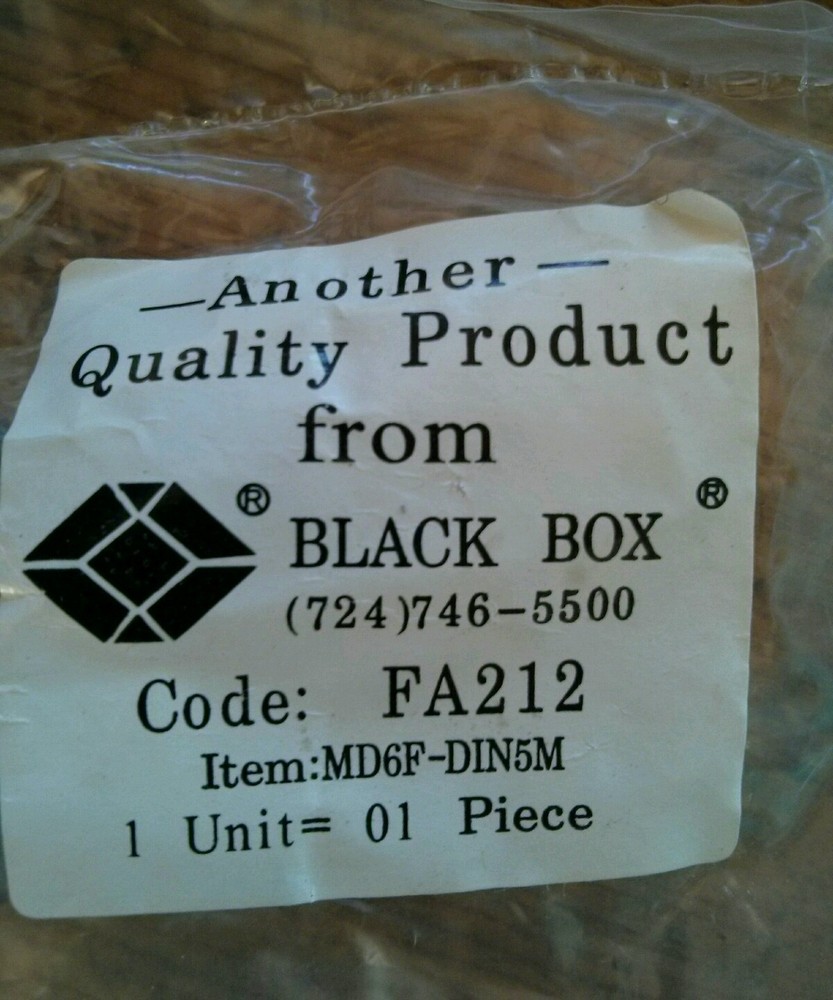 —Another—
Quality Product
from
® BLACK BOX ®
(724)746-5500
Code: FA212
Item:MD6F-DIN5M
1 Unit= 01 Piece